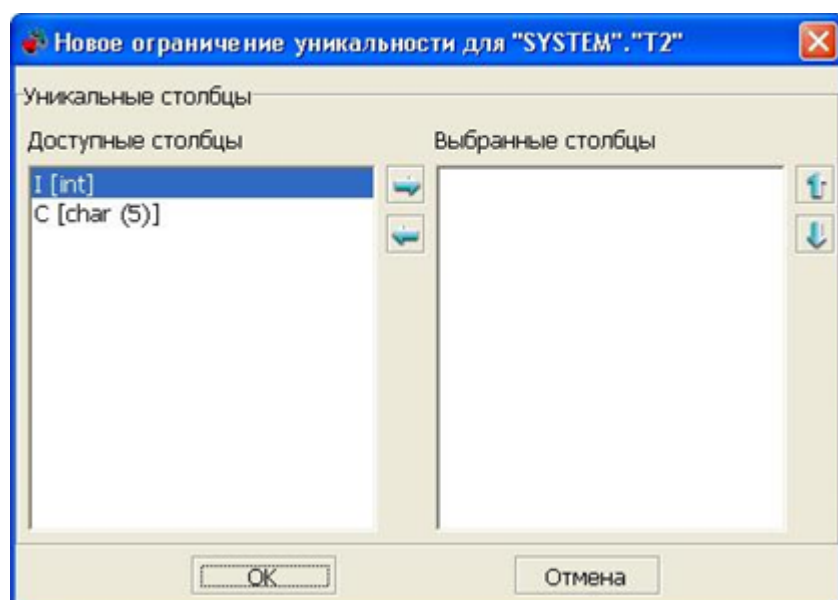 Новое ограничение уникальности для "SYSTEM"."T2"
Уникальные столбцы
Доступные столбцы
Выбранные столбцы
I [int]
C [char (5)]
OK
Отмена